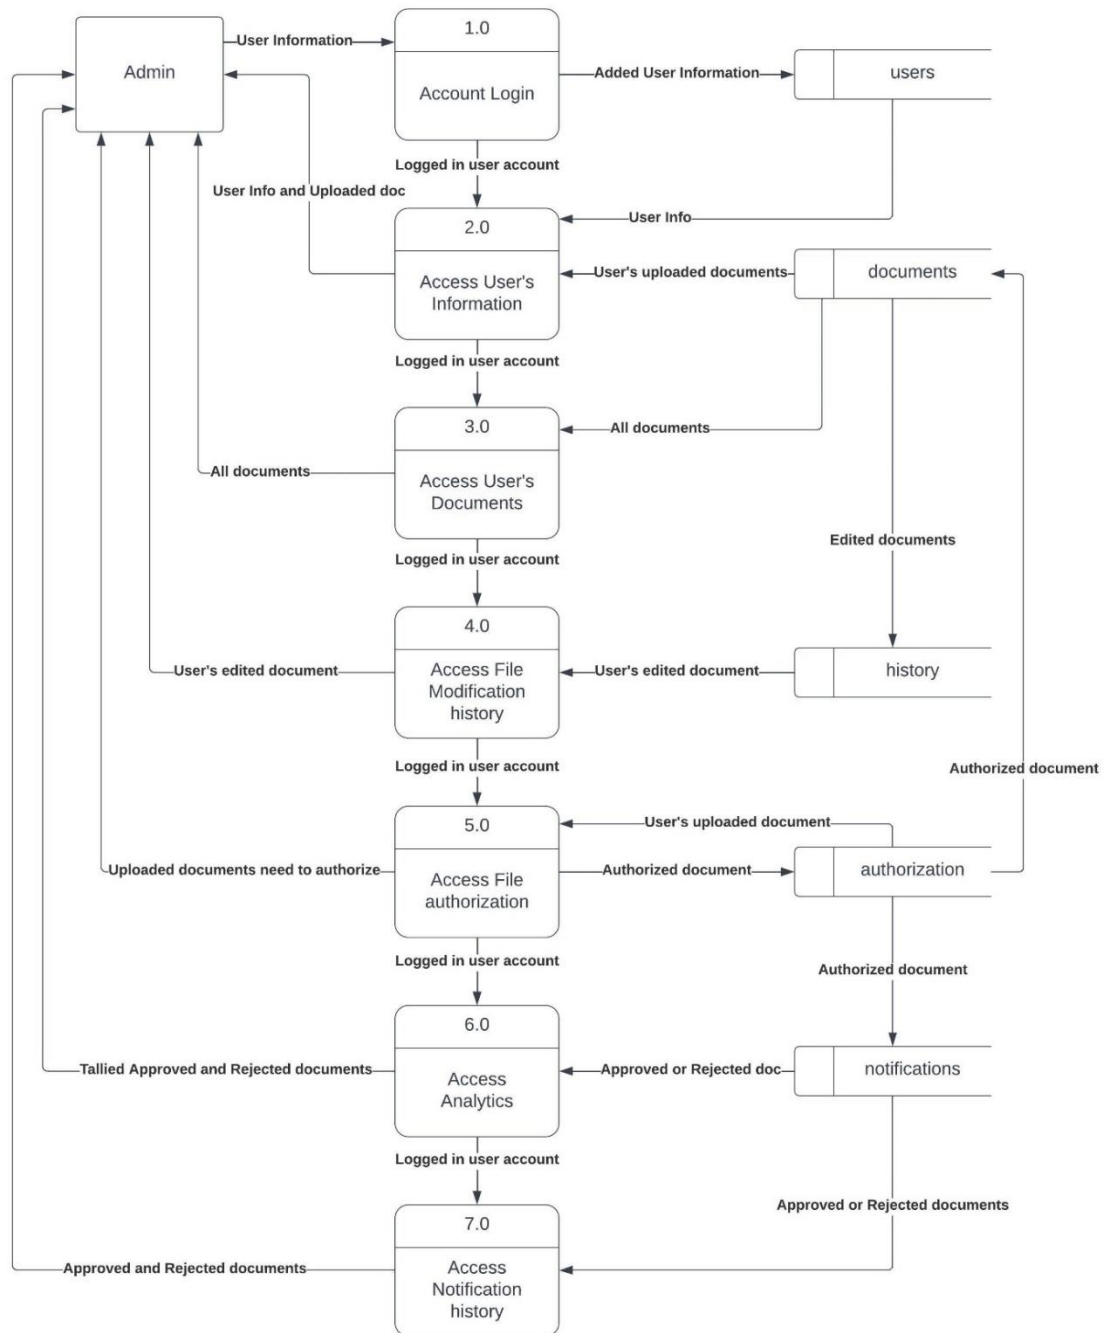 1.0
User Information
Admin
Account Login
Added User Information
users
Logged in user account
User Info and Uploaded doc
User Info
2.0
Access User's
Information
User's uploaded documents
documents
Logged in user account
3.0
All documents
Access User's
Documents
All documents
Edited documents
Logged in user account
4.0
Access File
Modification
history
User's edited document
User's edited document
history
Logged in user account
Authorized document
5.0
User's uploaded document
Uploaded documents need to authorize
Access File
authorization
Authorized document
authorization
Logged in user account
Authorized document
6.0
Tallied Approved and Rejected documents
Access
Analytics
Approved or Rejected doc
notifications
Logged in user account
Approved or Rejected documents
7.0
Approved and Rejected documents
Access
Notification
history